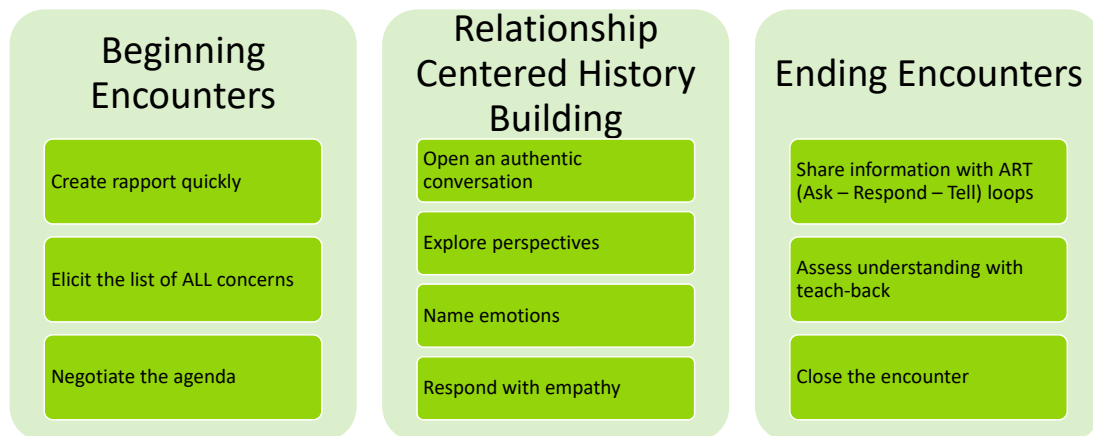 Beginning
Encounters
Create rapport quickly
Elicit the list of ALL concerns
Negotiate the agenda
Relationship
Centered History
Building
Open an authentic
conversation
Explore perspectives
Name emotions
Respond with empathy
Ending Encounters
Share information with ART
(Ask – Respond – Tell) loops
Assess understanding with
teach-back
Close the encounter